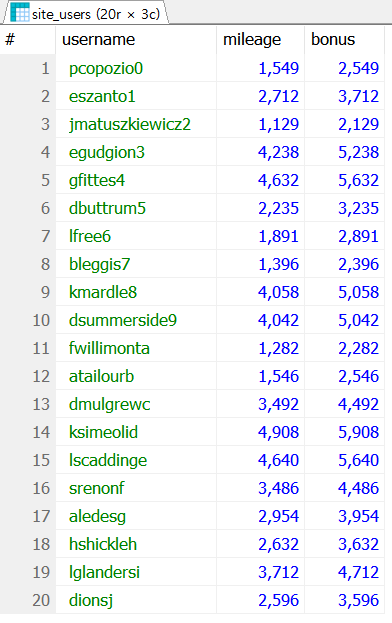 site_users (20r × 3c)
# username mileage bonus
1 pcopozio0 1,549 2,549
2 eszanto1 2,712 3,712
3 jmatuszkiewicz2 1,129 2,129
4 egudgion3 4,238 5,238
5 gfittes4 4,632 5,632
6 dbuttrum5 2,235 3,235
7 lfree6 1,891 2,891
8 bleggis7 1,396 2,396
9 kmardle8 4,058 5,058
10 dsummerside9 4,042 5,042
11 fwillimonta 1,282 2,282
12 atailourb 1,546 2,546
13 dmulgrewc 3,492 4,492
14 ksimeolid 4,908 5,908
15 lscaddinge 4,640 5,640
16 srenonf 3,486 4,486
17 aledesg 2,954 3,954
18 hshickleh 2,632 3,632
19 lglandersi 3,712 4,712
20 dionsj 2,596 3,596